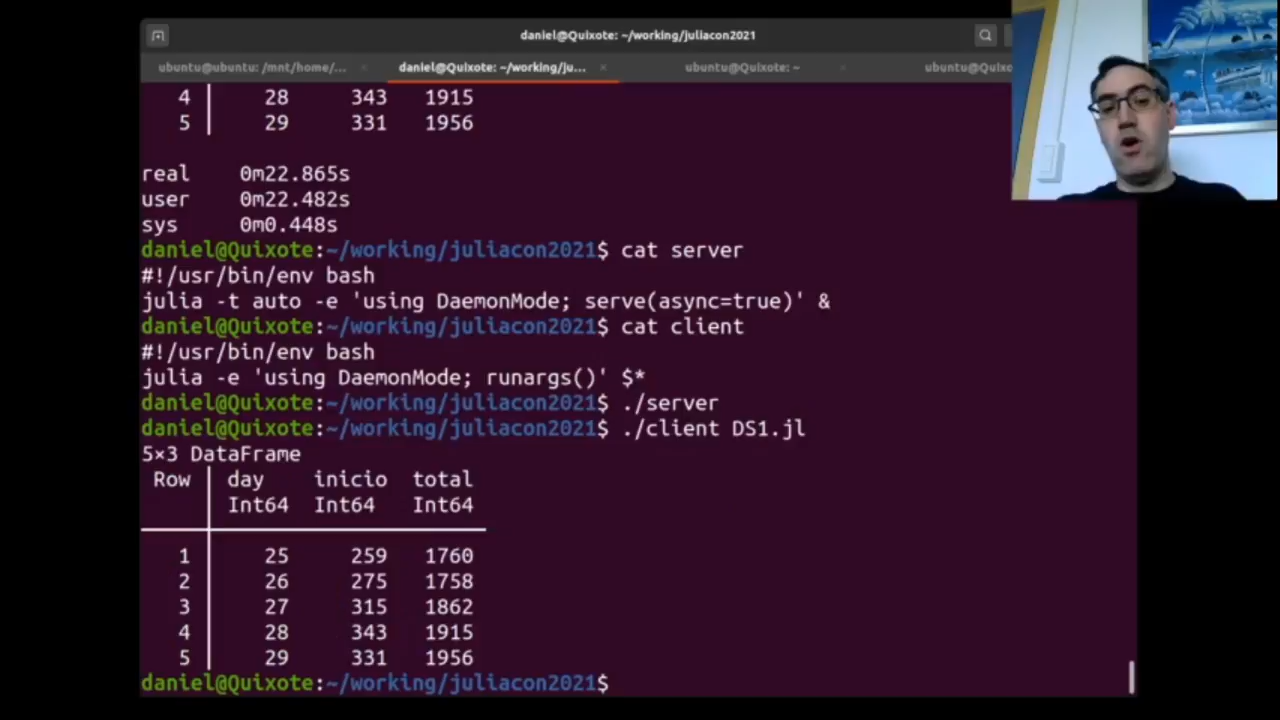 daniel@Quixote: ~/working/juliacon2021
ubuntu@ubuntu: /mnt/home/... daniel@Quixote: ~/working/ju... ubuntu@Quixote: ~ ubuntu@Quixo
4 28 343 1915
5 29 331 1956
real 0m22.865s
user 0m22.482s
sys 0m0.448s
daniel@Quixote:~/working/juliacon2021$ cat server
#!/usr/bin/env bash
julia -t auto -e 'using DaemonMode; serve(async=true)' &
daniel@Quixote:~/working/juliacon2021$ cat client
#!/usr/bin/env bash
julia -e 'using DaemonMode; runargs()' $*
daniel@Quixote:~/working/juliacon2021$ ./server
daniel@Quixote:~/working/juliacon2021$ ./client DS1.jl
5×3 DataFrame
Row day inicio total
Int64 Int64 Int64
1 25 259 1760
2 26 275 1758
3 27 315 1862
4 28 343 1915
5 29 331 1956
daniel@Quixote:~/working/juliacon2021$